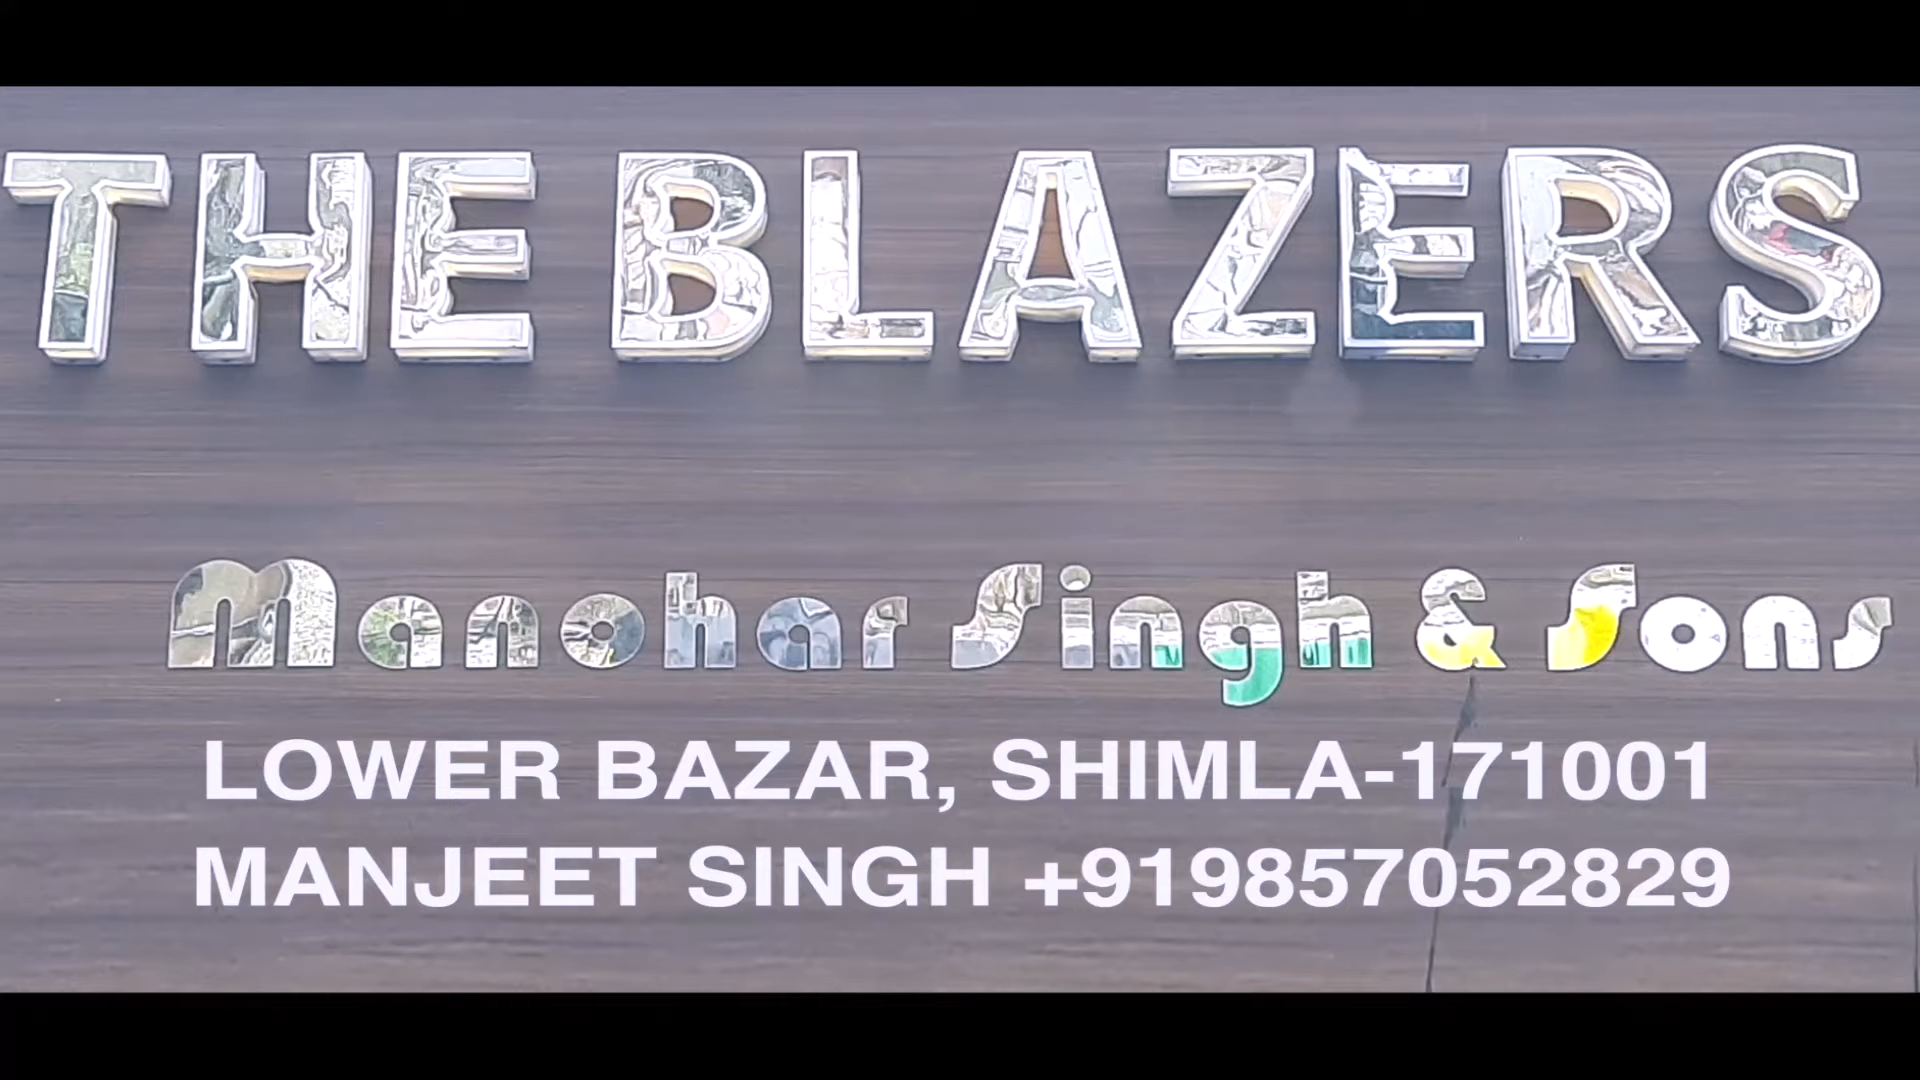 THE BLAZERS
Manohar Singh & Sons
LOWER BAZAR, SHIMLA-171001
MANJEET SINGH +919857052829